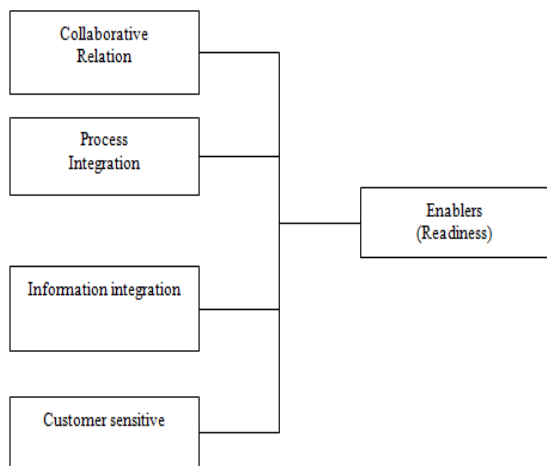 Collaborative
Relation
Process
Integration
Enablers
(Readiness)
Information integration
Customer sensitive